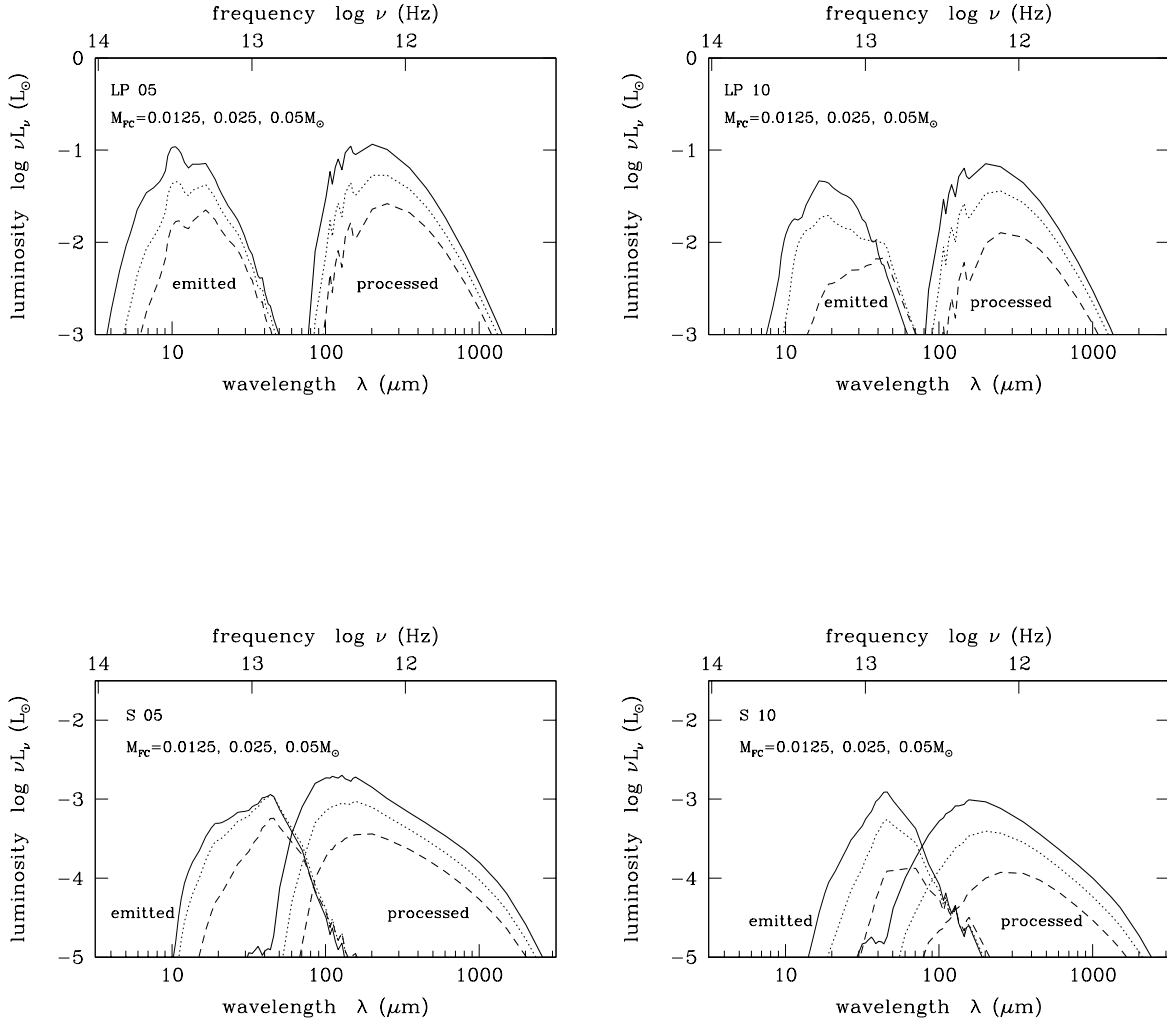 frequency log ν (Hz)
14 13 12
0
LP 05
M_FC=0.0125, 0.025, 0.05M_⊙
-1
-2
-3
emitted
processed
luminosity log νL_ν (L_⊙)
10 100 1000
wavelength λ (μm)
frequency log ν (Hz)
14 13 12
0
LP 10
M_FC=0.0125, 0.025, 0.05M_⊙
-1
-2
-3
emitted
processed
luminosity log νL_ν (L_⊙)
10 100 1000
wavelength λ (μm)
frequency log ν (Hz)
14 13 12
S 05
M_FC=0.0125, 0.025, 0.05M_⊙
-2
-3
-4
-5
emitted
processed
luminosity log νL_ν (L_⊙)
10 100 1000
wavelength λ (μm)
frequency log ν (Hz)
14 13 12
S 10
M_FC=0.0125, 0.025, 0.05M_⊙
-2
-3
-4
-5
emitted
processed
luminosity log νL_ν (L_⊙)
10 100 1000
wavelength λ (μm)